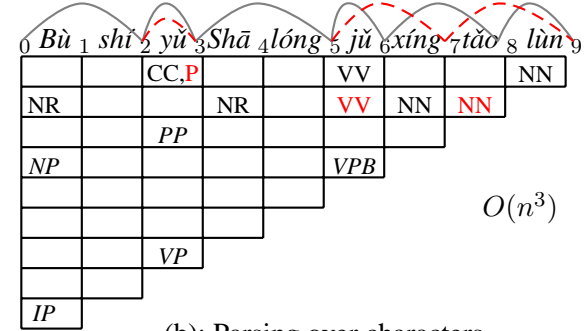 0 Bù 1 shí 2 yǔ 3 Shā 4 lóng 5 jǔ 6 xíng 7 tǎo 8 lùn 9
CC,P VV NN
NR NR VV NN NN
PP
NP VPB
O(n³)
VP
IP
(b): Parsing over characters